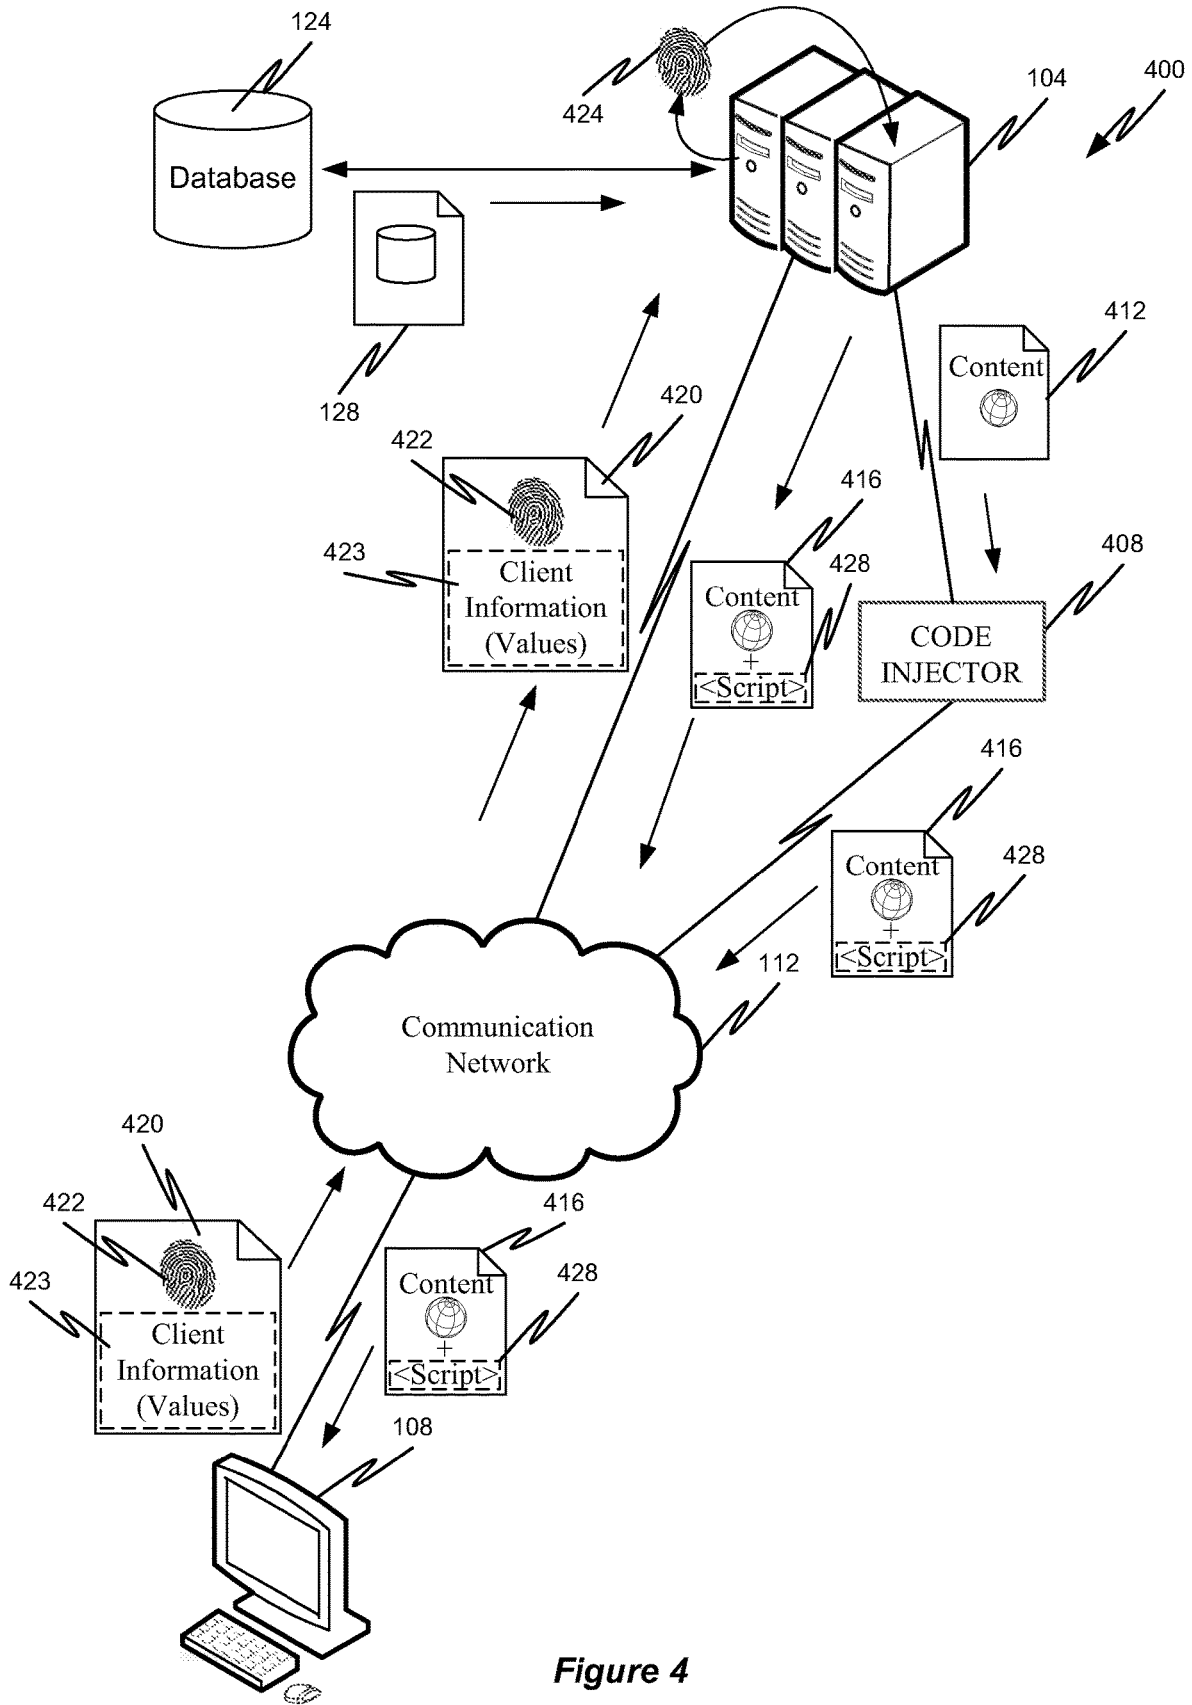 124
424
104
400
Database
128
412
Content
420
422
416
423
428
408
Client
Information
(Values)
Content
+
<Script>
CODE
INJECTOR
416
Content
+
<Script>
428
112
Communication
Network
420
422
423
Client
Information
(Values)
416
Content
+
<Script>
428
108
Figure 4